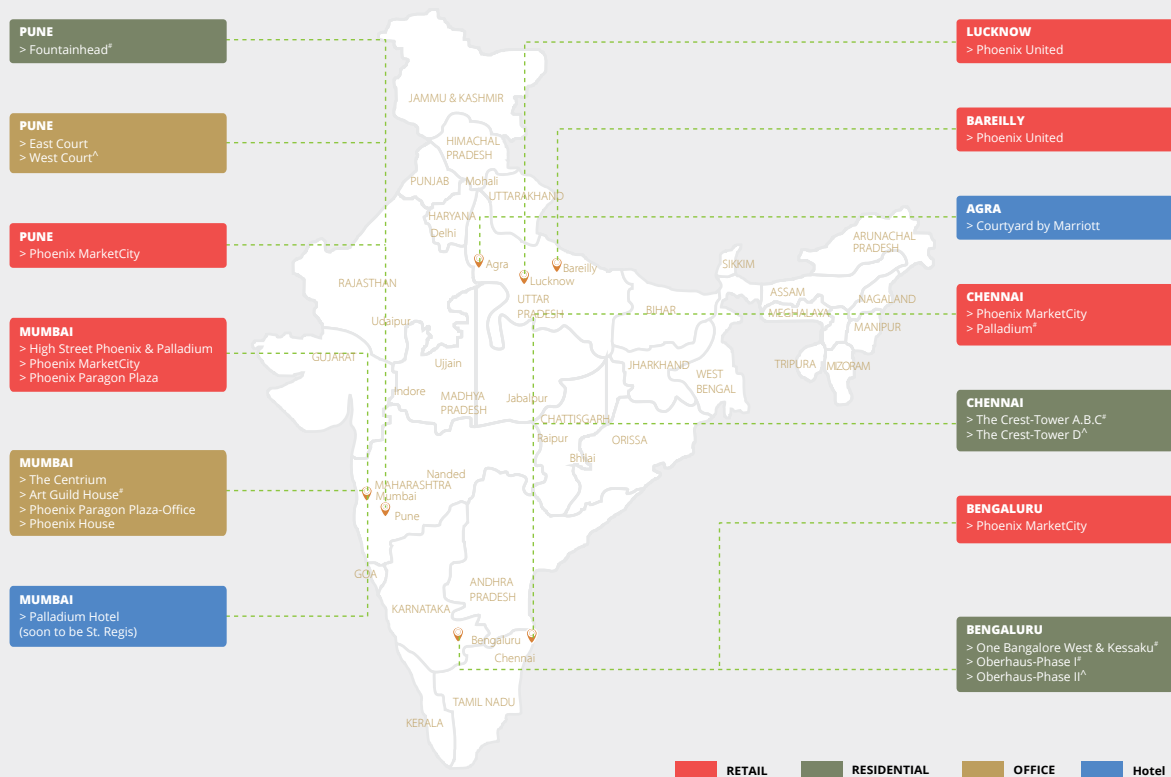 PUNE
> Fountainhead#
PUNE
> East Court
> West Court^
PUNE
> Phoenix MarketCity
MUMBAI
> High Street Phoenix & Palladium
> Phoenix MarketCity
> Phoenix Paragon Plaza
MUMBAI
> The Centrium
> Art Guild House#
> Phoenix Paragon Plaza-Office
> Phoenix House
MUMBAI
> Palladium Hotel
(soon to be St. Regis)
JAMMU & KASHMIR
HIMACHAL
PRADESH
PUNJAB
Mohali
UTTARAKHAND
HARYANA
Delhi
Agra
Bareilly
Lucknow
RAJASTHAN
UTTAR
PRADESH
Udaipur
GUJARAT
Ujjain
Indore
MADHYA
PRADESH
Jabalpur
BIHAR
SIKKIM
ARUNACHAL
PRADESH
ASSAM
MEGHALAYA
NAGALAND
MANIPUR
TRIPURA
MIZORAM
JHARKHAND
WEST
BENGAL
CHATTISGARH
Raipur
ORISSA
Bhilai
Nanded
MAHARASHTRA
Mumbai
Pune
GOA
ANDHRA
PRADESH
KARNATAKA
Bengaluru
Chennai
TAMIL NADU
KERALA
LUCKNOW
> Phoenix United
BAREILLY
> Phoenix United
AGRA
> Courtyard by Marriott
CHENNAI
> Phoenix MarketCity
> Palladium#
CHENNAI
> The Crest-Tower A.B.C#
> The Crest-Tower D^
BENGALURU
> Phoenix MarketCity
BENGALURU
> One Bangalore West & Kessaku#
> Oberhaus-Phase I#
> Oberhaus-Phase II^
RETAIL
RESIDENTIAL
OFFICE
Hotel